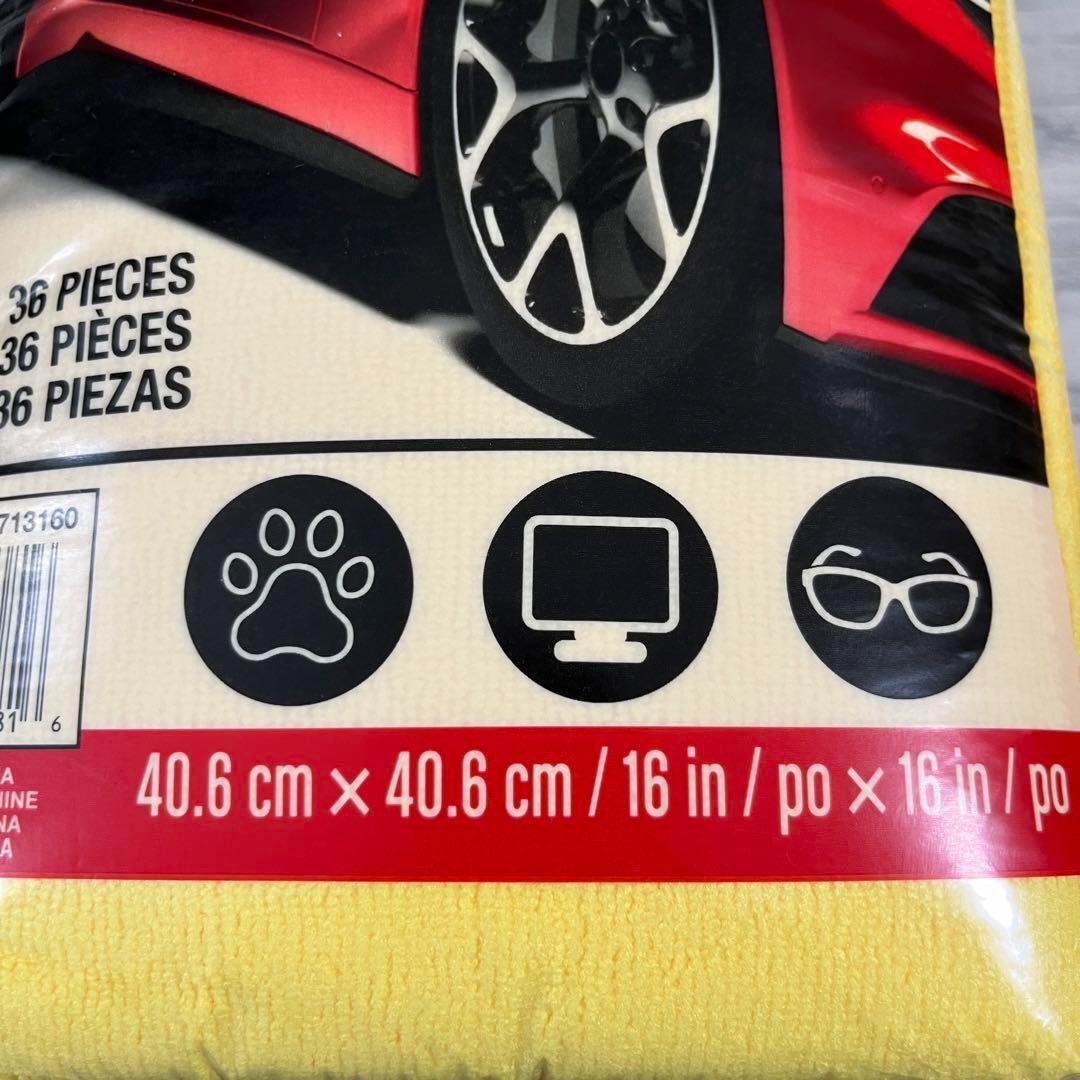 36 PIECES
36 PIÈCES
36 PIEZAS
713160
6
40.6 cm × 40.6 cm / 16 in / po × 16 in / po